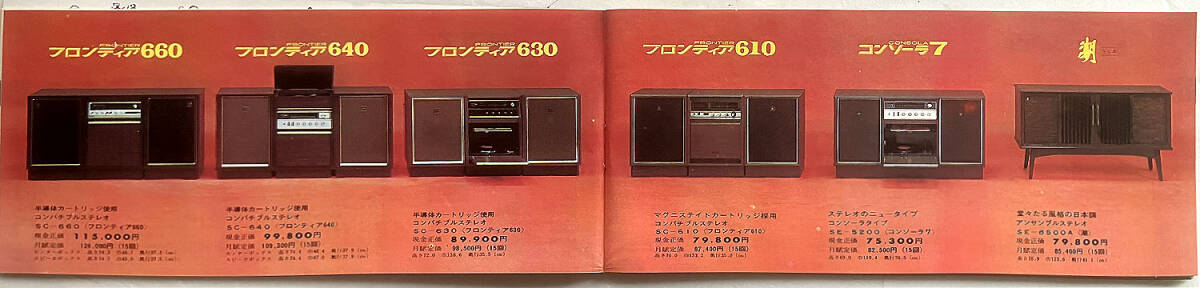 FRONTIER
フロンティア660
FRONTIER
フロンティア640
FRONTIER
フロンティア630
FRONTIER
フロンティア610
CONSOLA
コンソーラ7
半導体カートリッジ使用
コンパチブルステレオ
SC-660〈フロンティア660〉
現金正価 115,000円
月賦定価 126,000円(15回)
半導体カートリッジ使用
コンパチブルステレオ
SC-640〈フロンティア640〉
現金正価 99,800円
月賦定価 109,300円(15回)
半導体カートリッジ使用
コンパチブルステレオ
SC-630〈フロンティア630〉
現金正価 89,900円
月賦定価 98,500円(15回)
マグニステイトカートリッジ採用
コンパチブルステレオ
SC-610〈フロンティア610〉
現金正価 79,800円
月賦定価 87,400円(15回)
ステレオのニュータイプ
コンソーラタイプ
SE-5200〈コンソーラ7〉
現金正価 75,300円
月賦定価 82,500円(15回)
堂々たる風格の日本調
アンサンブルステレオ
SE-6500A
現金正価 79,800円
月賦定価 85,400円(15回)